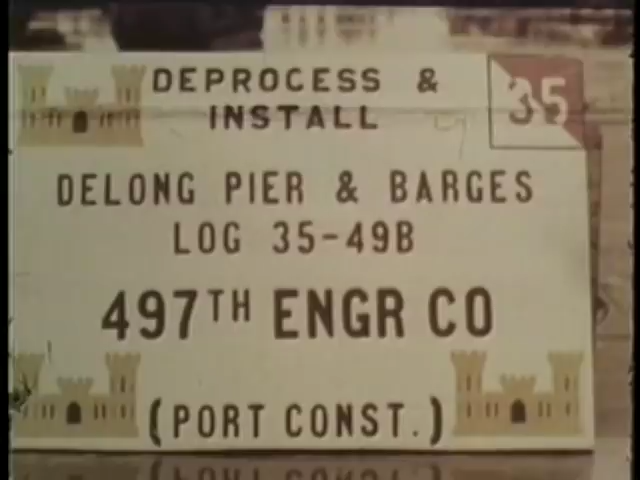 DEPROCESS &
INSTALL
35
DELONG PIER & BARGES
LOG 35-49B
497TH ENGR CO
(PORT CONST.)